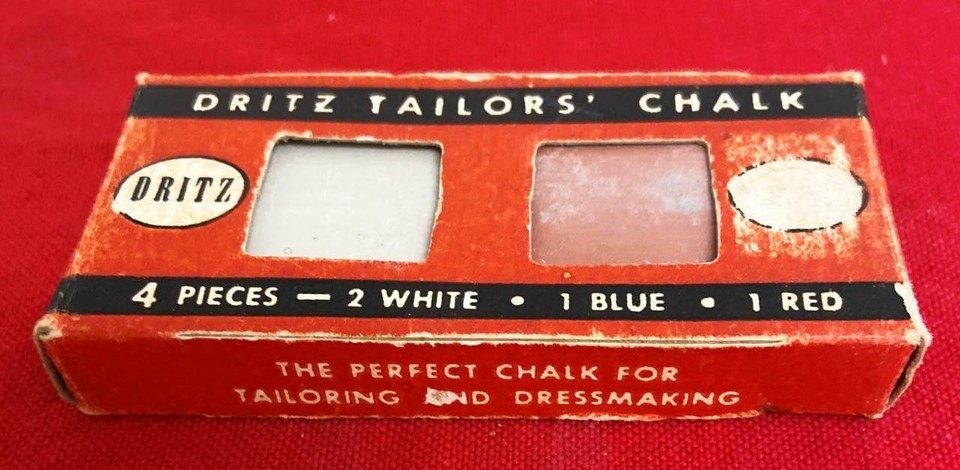 DRITZ TAILORS' CHALK
DRITZ
4 PIECES — 2 WHITE • 1 BLUE • 1 RED
THE PERFECT CHALK FOR
TAILORING AND DRESSMAKING